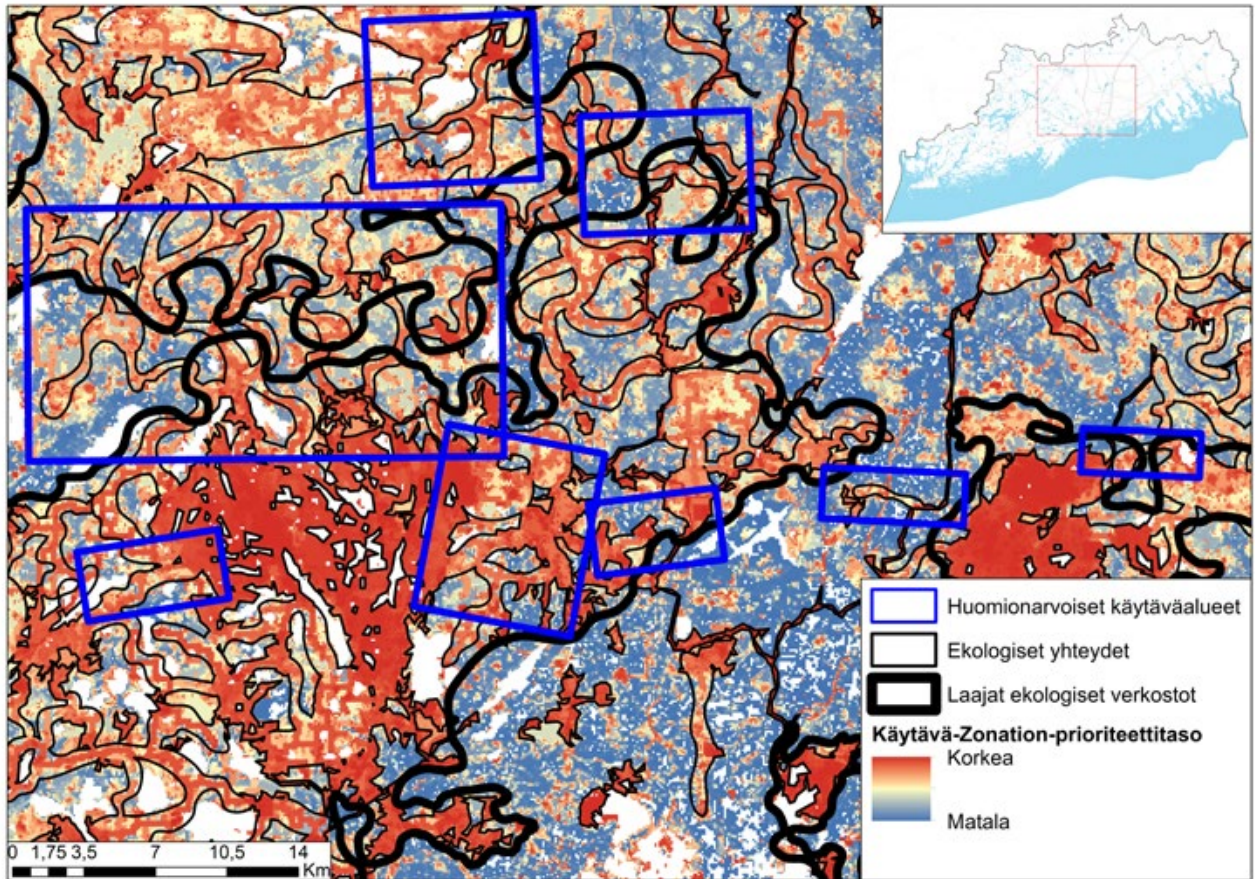 Huomionarvoiset käytäväalueet
Ekologiset yhteydet
Laajat ekologiset verkostot
Käytävä-Zonation-prioriteettitaso
Korkea
Matala
0 1,75 3,5 7 10,5 14
Km